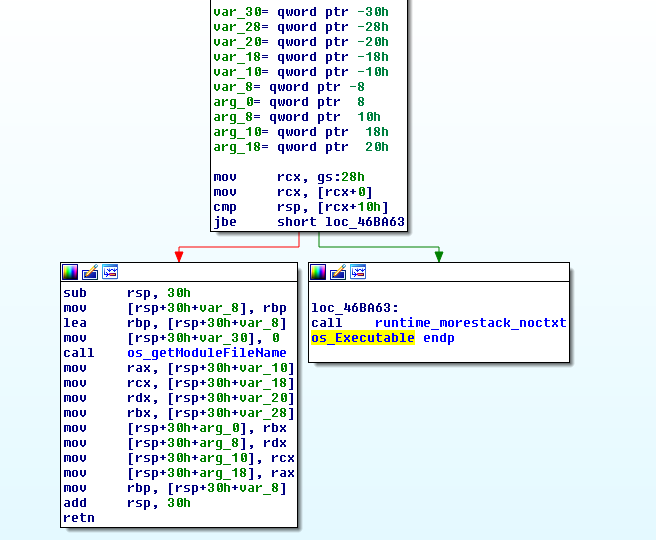 var_30= qword ptr -30h
var_28= qword ptr -28h
var_20= qword ptr -20h
var_18= qword ptr -18h
var_10= qword ptr -10h
var_8= qword ptr -8
arg_0= qword ptr  8
arg_8= qword ptr  10h
arg_10= qword ptr  18h
arg_18= qword ptr  20h
mov     rcx, gs:28h
mov     rcx, [rcx+0]
cmp     rsp, [rcx+10h]
jbe     short loc_46BA63
sub     rsp, 30h
mov     [rsp+30h+var_8], rbp
lea     rbp, [rsp+30h+var_8]
mov     [rsp+30h+var_30], 0
call    os_getModuleFileName
mov     rax, [rsp+30h+var_10]
mov     rcx, [rsp+30h+var_18]
mov     rdx, [rsp+30h+var_20]
mov     rbx, [rsp+30h+var_28]
mov     [rsp+30h+arg_0], rbx
mov     [rsp+30h+arg_8], rdx
mov     [rsp+30h+arg_10], rcx
mov     [rsp+30h+arg_18], rax
mov     rbp, [rsp+30h+var_8]
add     rsp, 30h
retn
loc_46BA63:
call    runtime_morestack_noctxt
os_Executable endp